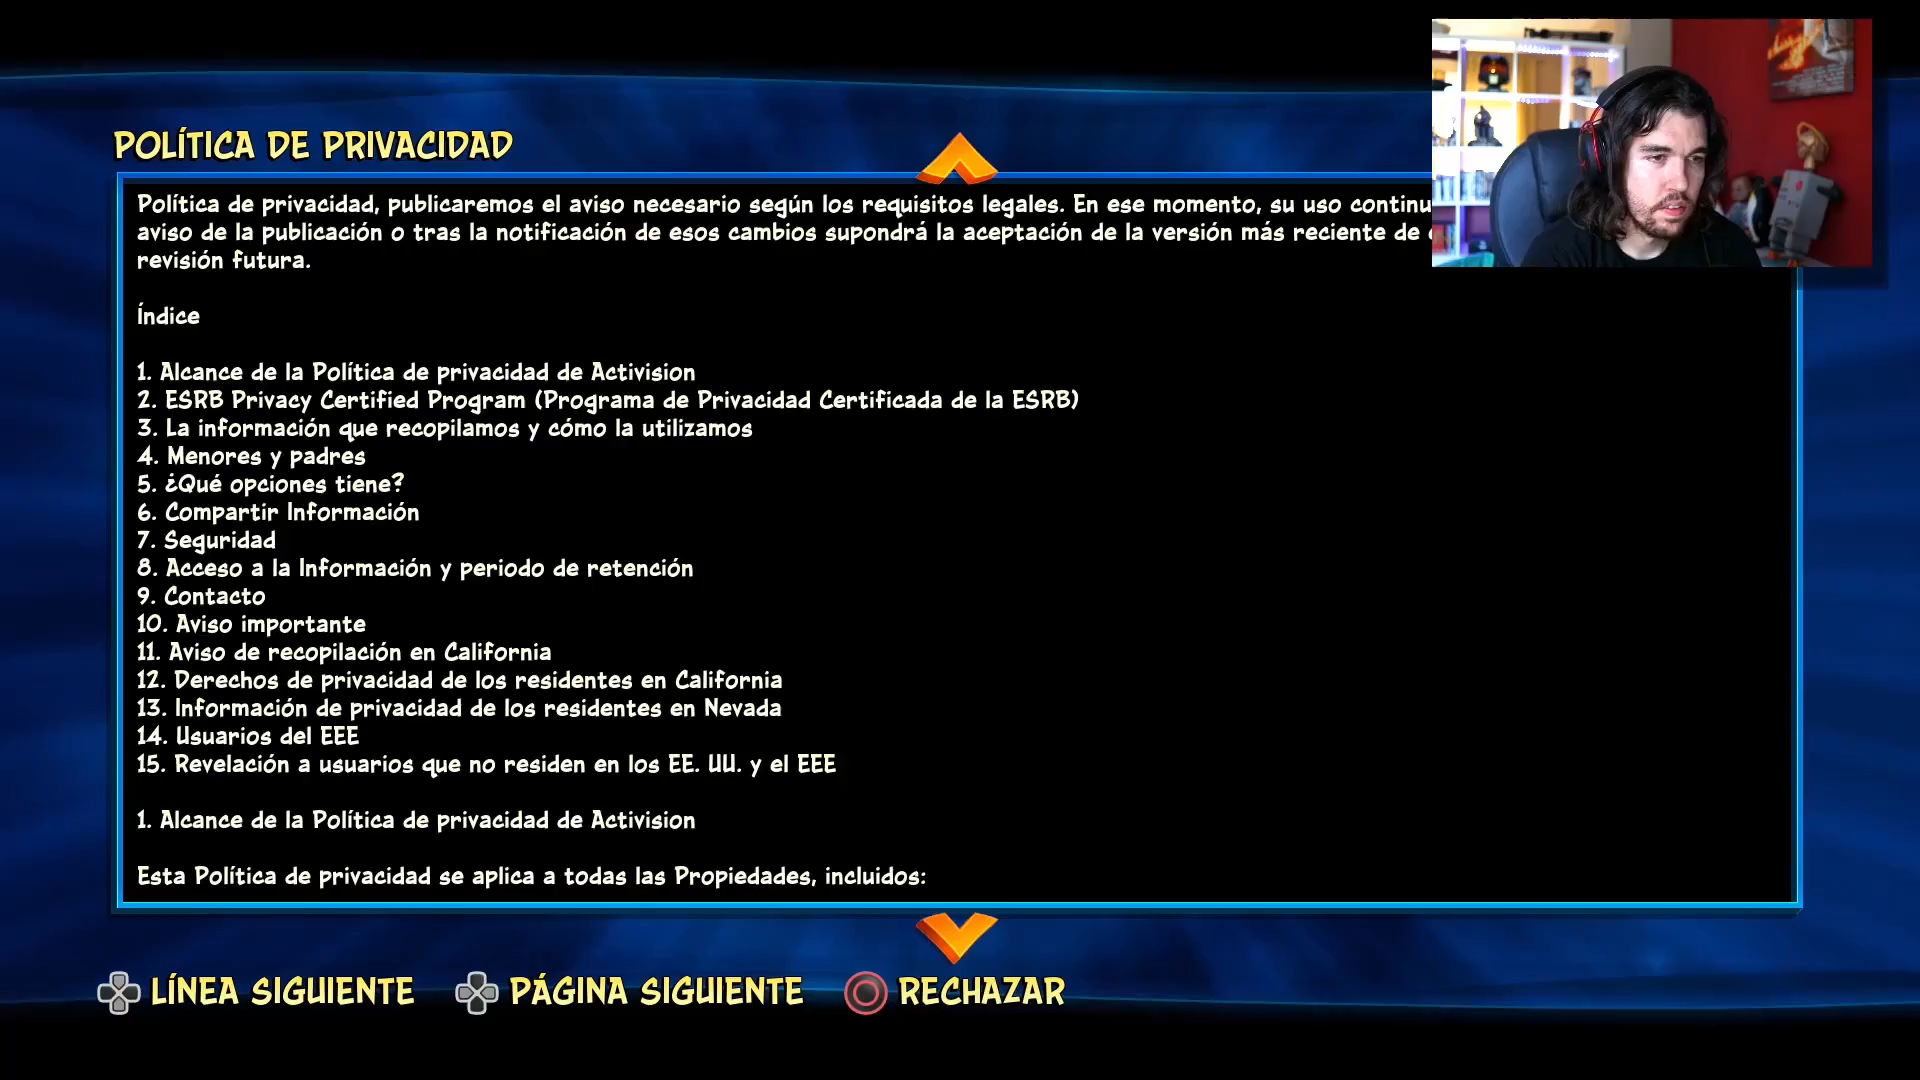 POLÍTICA DE PRIVACIDAD
Política de privacidad, publicaremos el aviso necesario según los requisitos legales. En ese momento, su uso
aviso de la publicación o tras la notificación de esos cambios supondrá la aceptación de la versión más reciente de
revisión futura.
Índice
1. Alcance de la Política de privacidad de Activision
2. ESRB Privacy Certified Program (Programa de Privacidad Certificada de la ESRB)
3. La información que recopilamos y cómo la utilizamos
4. Menores y padres
5. ¿Qué opciones tiene?
6. Compartir Información
7. Seguridad
8. Acceso a la Información y periodo de retención
9. Contacto
10. Aviso importante
11. Aviso de recopilación en California
12. Derechos de privacidad de los residentes en California
13. Información de privacidad de los residentes en Nevada
14. Usuarios del EEE
15. Revelación a usuarios que no residen en los EE. UU. y el EEE
1. Alcance de la Política de privacidad de Activision
Esta Política de privacidad se aplica a todas las Propiedades, incluidos:
LÍNEA SIGUIENTE PÁGINA SIGUIENTE RECHAZAR